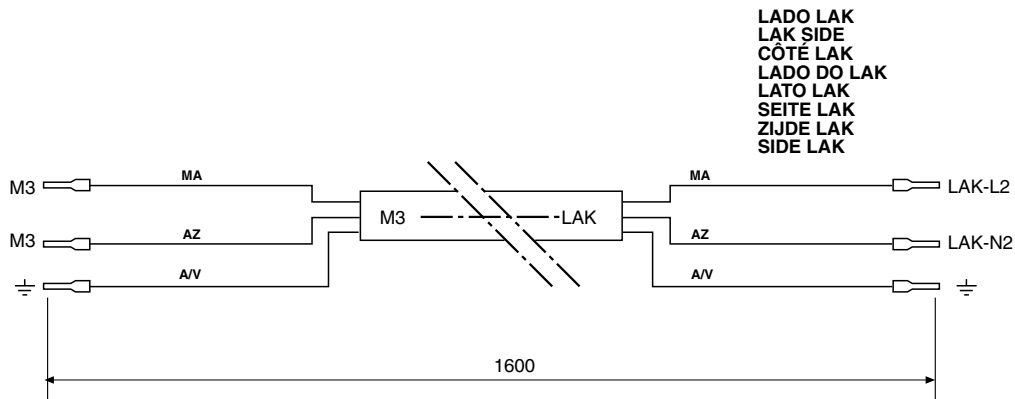 LADO LAK
LAK SIDE
CÔTÉ LAK
LADO DO LAK
LATO LAK
SEITE LAK
ZIJDE LAK
SIDE LAK
M3 MA MA LAK-L2
M3 LAK
M3 AZ AZ LAK-N2
A/V A/V
1600